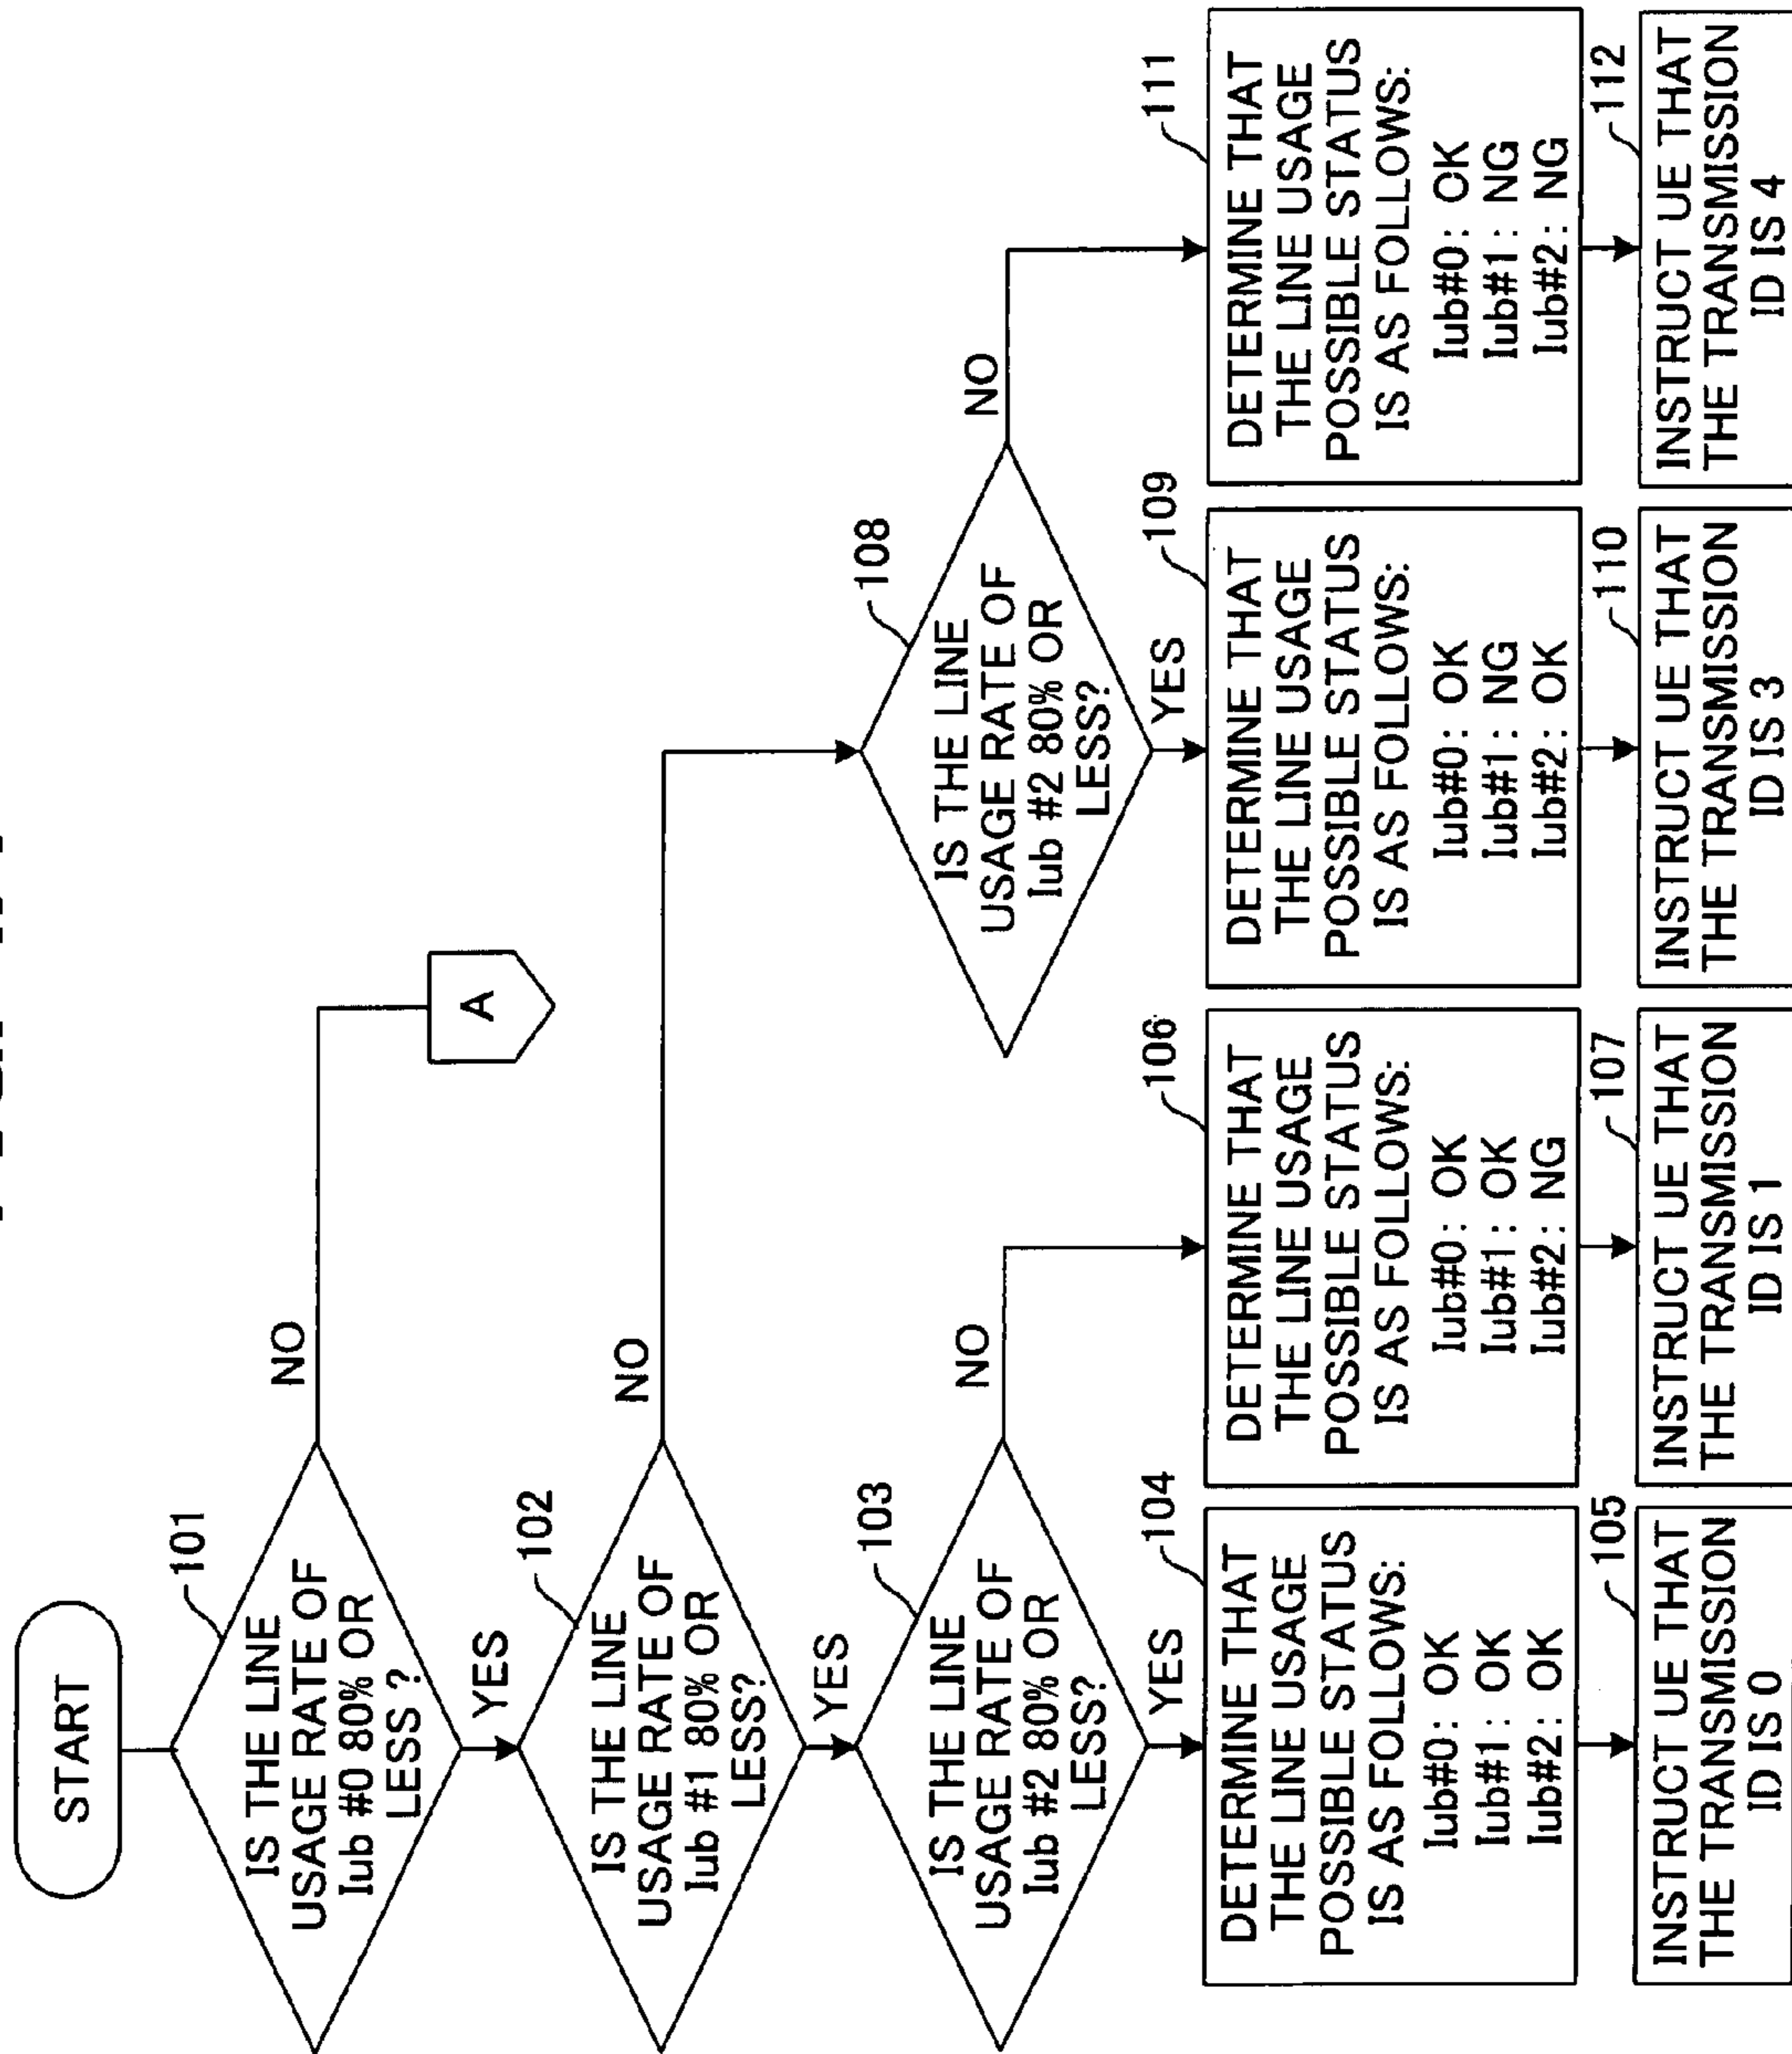 START
101
IS THE LINE
USAGE RATE OF
Iub #0 80% OR
LESS ?
NO
A
YES
102
IS THE LINE
USAGE RATE OF
Iub #1 80% OR
LESS?
NO
YES
103
IS THE LINE
USAGE RATE OF
Iub #2 80% OR
LESS?
NO
YES
108
IS THE LINE
USAGE RATE OF
Iub #2 80% OR
LESS?
NO
YES
104
DETERMINE THAT
THE LINE USAGE
POSSIBLE STATUS
IS AS FOLLOWS:
Iub#0: OK
Iub#1: OK
Iub#2: OK
105
INSTRUCT UE THAT
THE TRANSMISSION
ID IS 0
106
DETERMINE THAT
THE LINE USAGE
POSSIBLE STATUS
IS AS FOLLOWS:
Iub#0: OK
Iub#1: OK
Iub#2: NG
107
INSTRUCT UE THAT
THE TRANSMISSION
ID IS 1
109
DETERMINE THAT
THE LINE USAGE
POSSIBLE STATUS
IS AS FOLLOWS:
Iub#0: OK
Iub#1: NG
Iub#2: OK
110
INSTRUCT UE THAT
THE TRANSMISSION
ID IS 3
111
DETERMINE THAT
THE LINE USAGE
POSSIBLE STATUS
IS AS FOLLOWS:
Iub#0: OK
Iub#1: NG
Iub#2: NG
112
INSTRUCT UE THAT
THE TRANSMISSION
ID IS 4